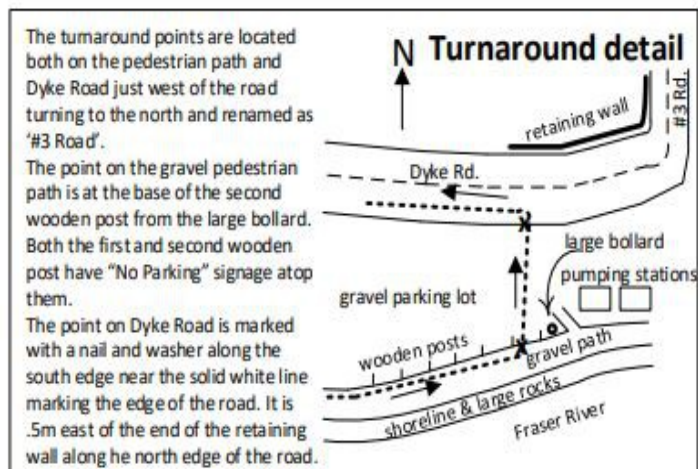 The turnaround points are located
both on the pedestrian path and
Dyke Road just west of the road
turning to the north and renamed as
‘#3 Road’.
The point on the gravel pedestrian
path is at the base of the second
wooden post from the large bollard.
Both the first and second wooden
post have “No Parking” signage atop
them.
The point on Dyke Road is marked
with a nail and washer along the
south edge near the solid white line
marking the edge of the road. It is
.5m east of the end of the retaining
wall along he north edge of the road.
N
Turnaround detail
retaining wall
#3 Rd.
Dyke Rd.
X
large bollard
pumping stations
gravel parking lot
wooden posts
X
gravel path
shoreline & large rocks
Fraser River